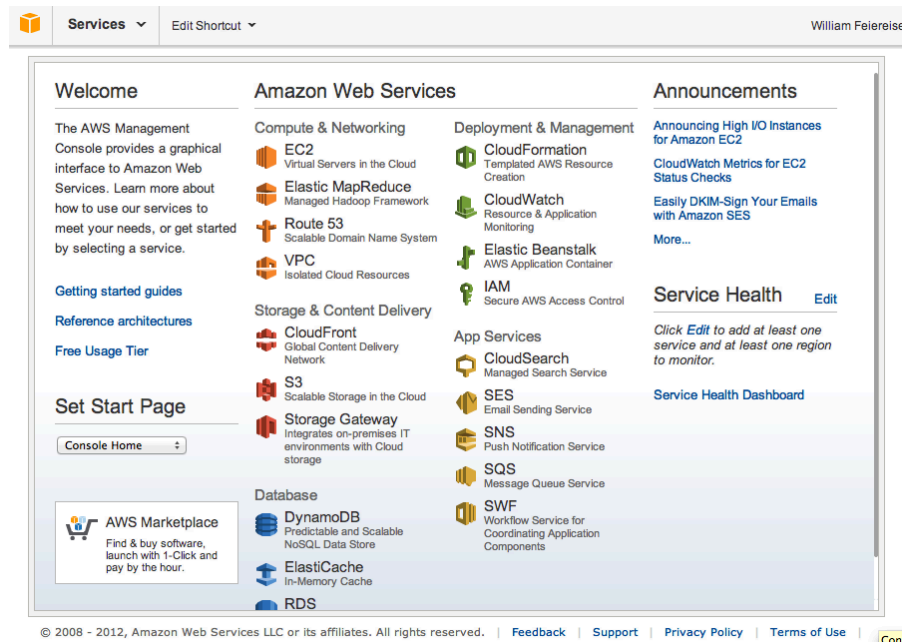 Services
Edit Shortcut
William Feiereise
Welcome
The AWS Management
Console provides a graphical
interface to Amazon Web
Services. Learn more about
how to use our services to
meet your needs, or get started
by selecting a service.
Getting started guides
Reference architectures
Free Usage Tier
Set Start Page
Console Home
AWS Marketplace
Find & buy software,
launch with 1-Click and
pay by the hour.
Amazon Web Services
Compute & Networking
EC2
Virtual Servers in the Cloud
Elastic MapReduce
Managed Hadoop Framework
Route 53
Scalable Domain Name System
VPC
Isolated Cloud Resources
Storage & Content Delivery
CloudFront
Global Content Delivery
Network
S3
Scalable Storage in the Cloud
Storage Gateway
Integrates on-premises IT
environments with Cloud
storage
Database
DynamoDB
Predictable and Scalable
NoSQL Data Store
ElastiCache
In-Memory Cache
RDS
Deployment & Management
CloudFormation
Templated AWS Resource
Creation
CloudWatch
Resource & Application
Monitoring
Elastic Beanstalk
AWS Application Container
IAM
Secure AWS Access Control
App Services
CloudSearch
Managed Search Service
SES
Email Sending Service
SNS
Push Notification Service
SQS
Message Queue Service
SWF
Workflow Service for
Coordinating Application
Components
Announcements
Announcing High I/O Instances
for Amazon EC2
CloudWatch Metrics for EC2
Status Checks
Easily DKIM-Sign Your Emails
with Amazon SES
More...
Service Health Edit
Click Edit to add at least one
service and at least one region
to monitor.
Service Health Dashboard
© 2008 - 2012, Amazon Web Services LLC or its affiliates. All rights reserved. | Feedback | Support | Privacy Policy | Terms of Use |